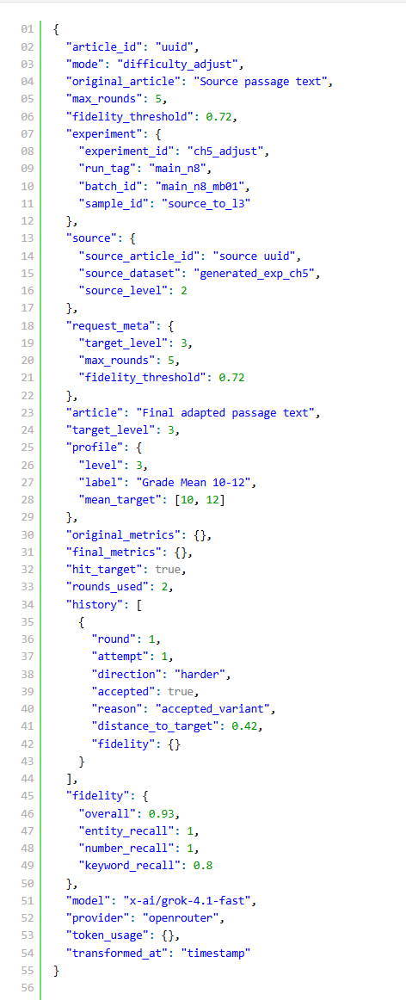 01 {
02   "article_id": "uuid",
03   "mode": "difficulty_adjust",
04   "original_article": "Source passage text",
05   "max_rounds": 5,
06   "fidelity_threshold": 0.72,
07   "experiment": {
08     "experiment_id": "ch5_adjust",
09     "run_tag": "main_n8",
10     "batch_id": "main_n8_mb01",
11     "sample_id": "source_to_l3"
12   },
13   "source": {
14     "source_article_id": "source uuid",
15     "source_dataset": "generated_exp_ch5",
16     "source_level": 2
17   },
18   "request_meta": {
19     "target_level": 3,
20     "max_rounds": 5,
21     "fidelity_threshold": 0.72
22   },
23   "article": "Final adapted passage text",
24   "target_level": 3,
25   "profile": {
26     "level": 3,
27     "label": "Grade Mean 10-12",
28     "mean_target": [10, 12]
29   },
30   "original_metrics": {},
31   "final_metrics": {},
32   "hit_target": true,
33   "rounds_used": 2,
34   "history": [
35     {
36       "round": 1,
37       "attempt": 1,
38       "direction": "harder",
39       "accepted": true,
40       "reason": "accepted_variant",
41       "distance_to_target": 0.42,
42       "fidelity": {}
43     }
44   ],
45   "fidelity": {
46     "overall": 0.93,
47     "entity_recall": 1,
48     "number_recall": 1,
49     "keyword_recall": 0.8
50   },
51   "model": "x-ai/grok-4.1-fast",
52   "provider": "openrouter",
53   "token_usage": {},
54   "transformed_at": "timestamp"
55 }
56